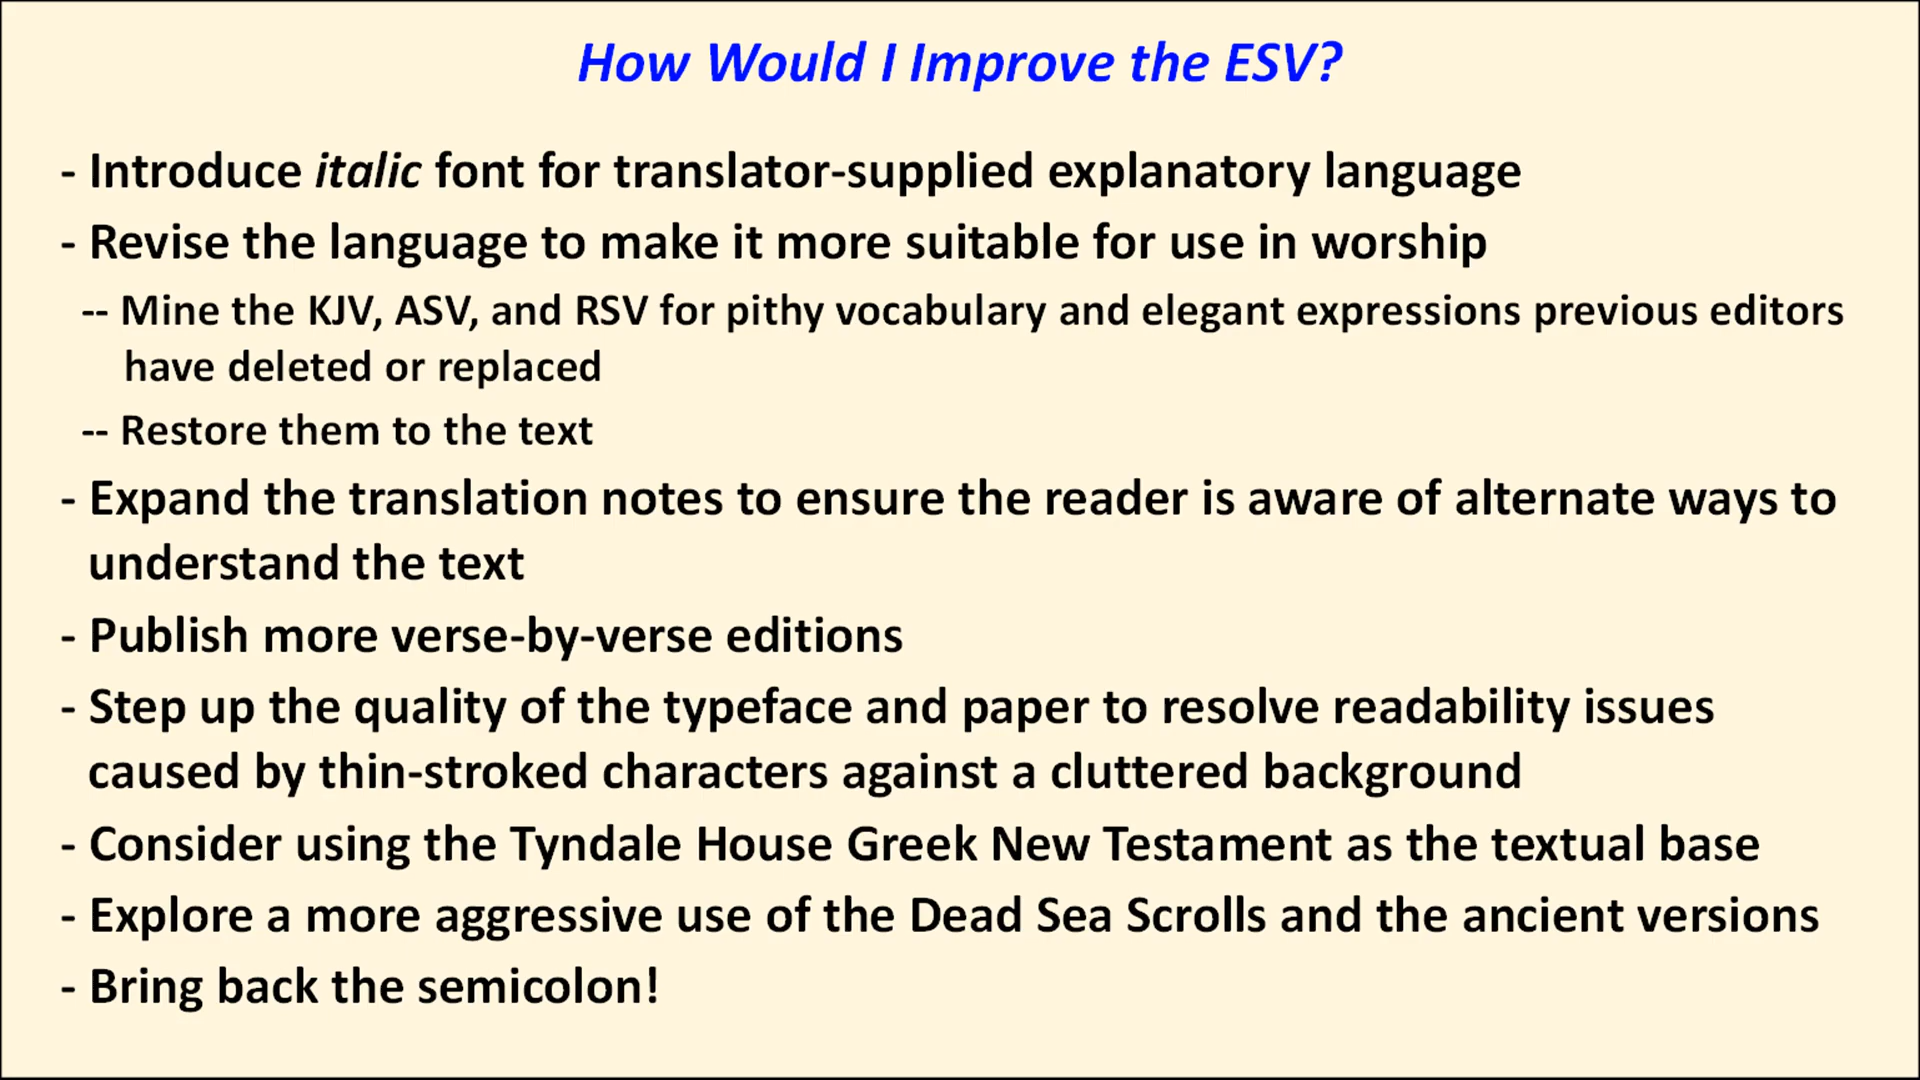 How Would I Improve the ESV?
- Introduce italic font for translator-supplied explanatory language
- Revise the language to make it more suitable for use in worship
-- Mine the KJV, ASV, and RSV for pithy vocabulary and elegant expressions previous editors
have deleted or replaced
-- Restore them to the text
- Expand the translation notes to ensure the reader is aware of alternate ways to
understand the text
- Publish more verse-by-verse editions
- Step up the quality of the typeface and paper to resolve readability issues
caused by thin-stroked characters against a cluttered background
- Consider using the Tyndale House Greek New Testament as the textual base
- Explore a more aggressive use of the Dead Sea Scrolls and the ancient versions
- Bring back the semicolon!